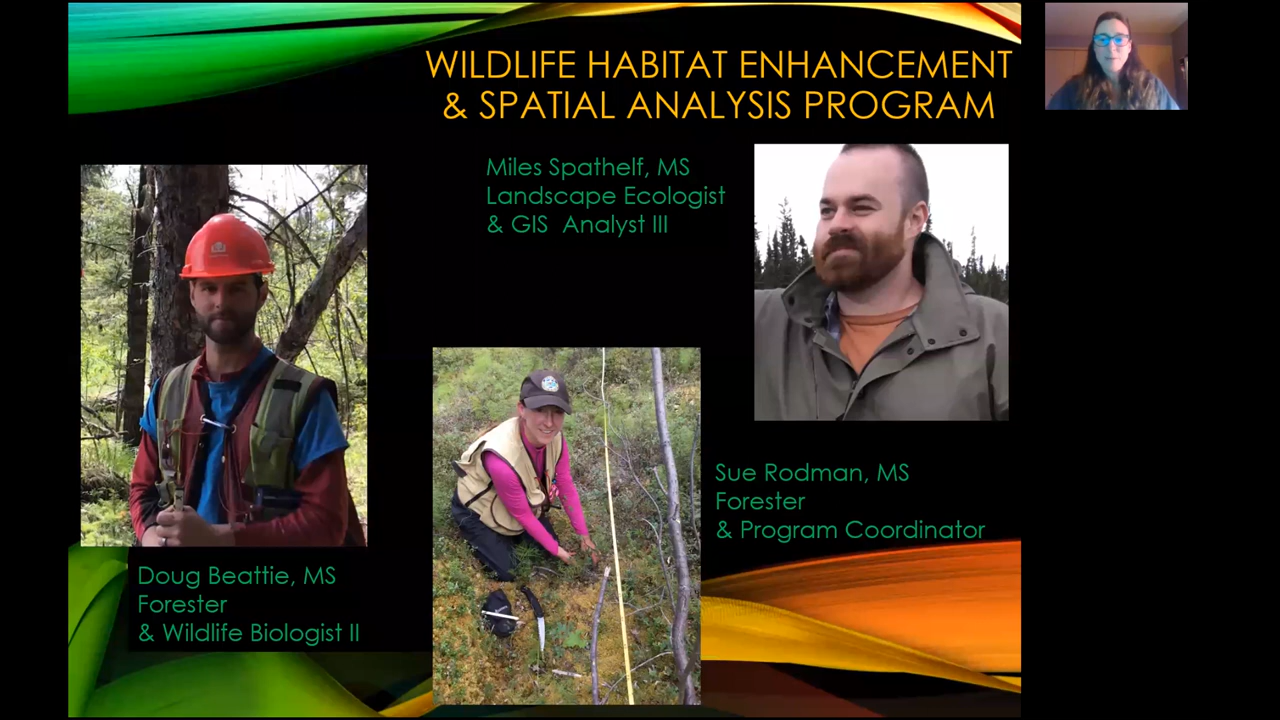 WILDLIFE HABITAT ENHANCEMENT
& SPATIAL ANALYSIS PROGRAM
Miles Spathelf, MS
Landscape Ecologist
& GIS Analyst III
Sue Rodman, MS
Forester
& Program Coordinator
Doug Beattie, MS
Forester
& Wildlife Biologist II